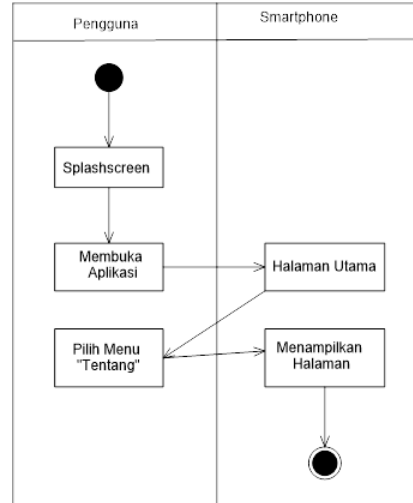 Pengguna
Smartphone
Splashscreen
Membuka
Aplikasi
Halaman Utama
Pilih Menu
"Tentang"
Menampilkan
Halaman